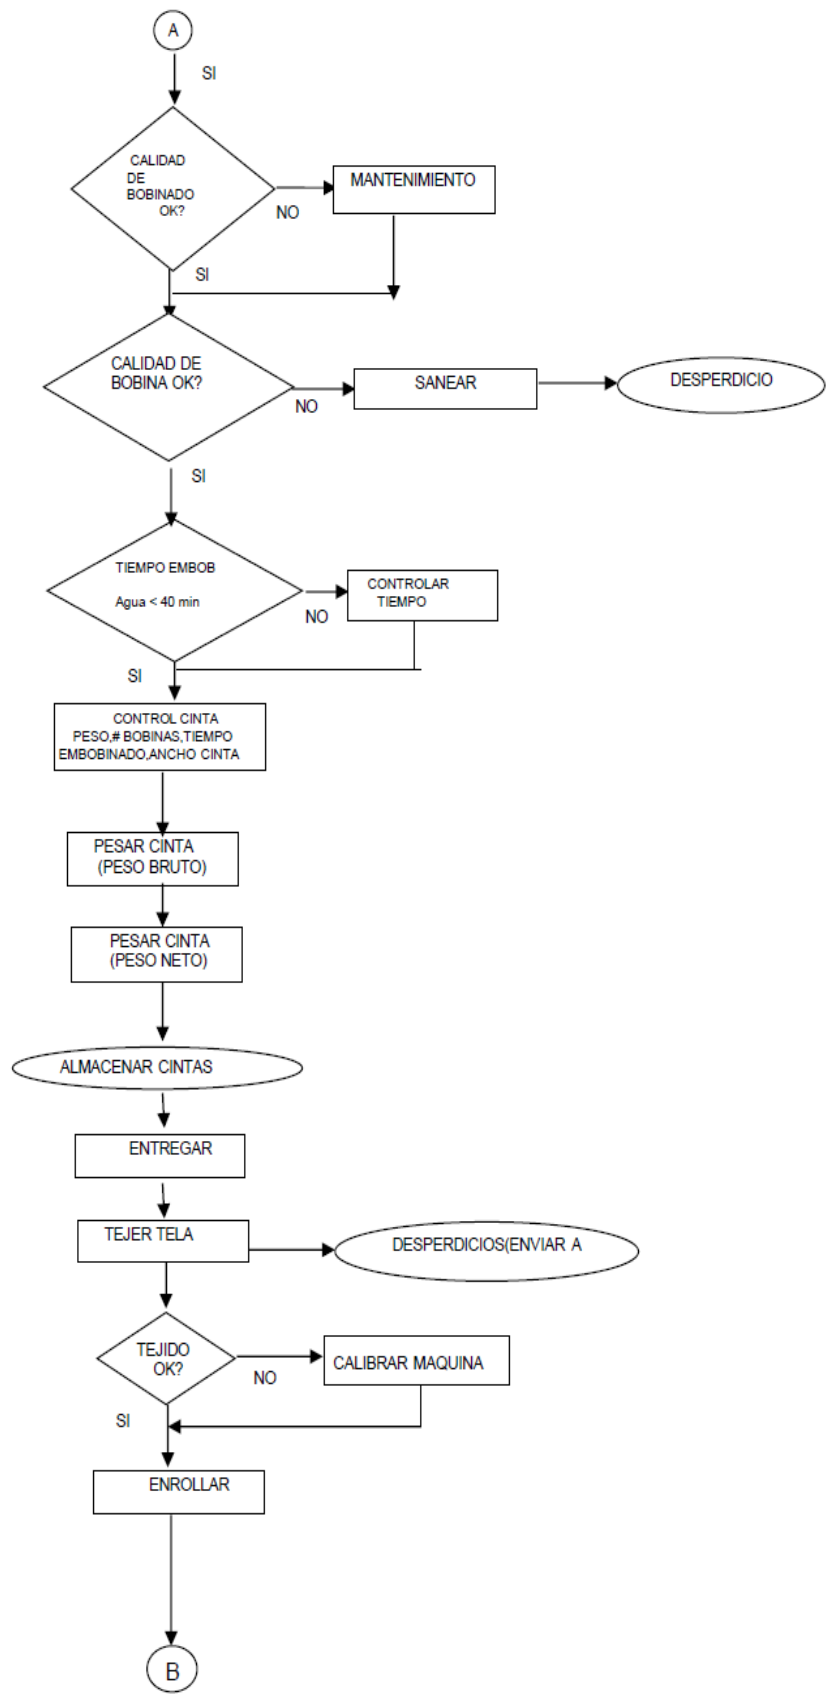 A
SI
CALIDAD
DE
BOBINADO
OK?
NO
MANTENIMIENTO
SI
CALIDAD DE
BOBINA OK?
NO
SANEAR
DESPERDICIO
SI
TIEMPO EMBOB
Agua < 40 min
NO
CONTROLAR
TIEMPO
SI
CONTROL CINTA
PESO,# BOBINAS,TIEMPO
EMBOBINADO,ANCHO CINTA
PESAR CINTA
(PESO BRUTO)
PESAR CINTA
(PESO NETO)
ALMACENAR CINTAS
ENTREGAR
TEJER TELA
DESPERDICIOS(ENVIAR A
TEJIDO
OK?
NO
CALIBRAR MAQUINA
SI
ENROLLAR
B